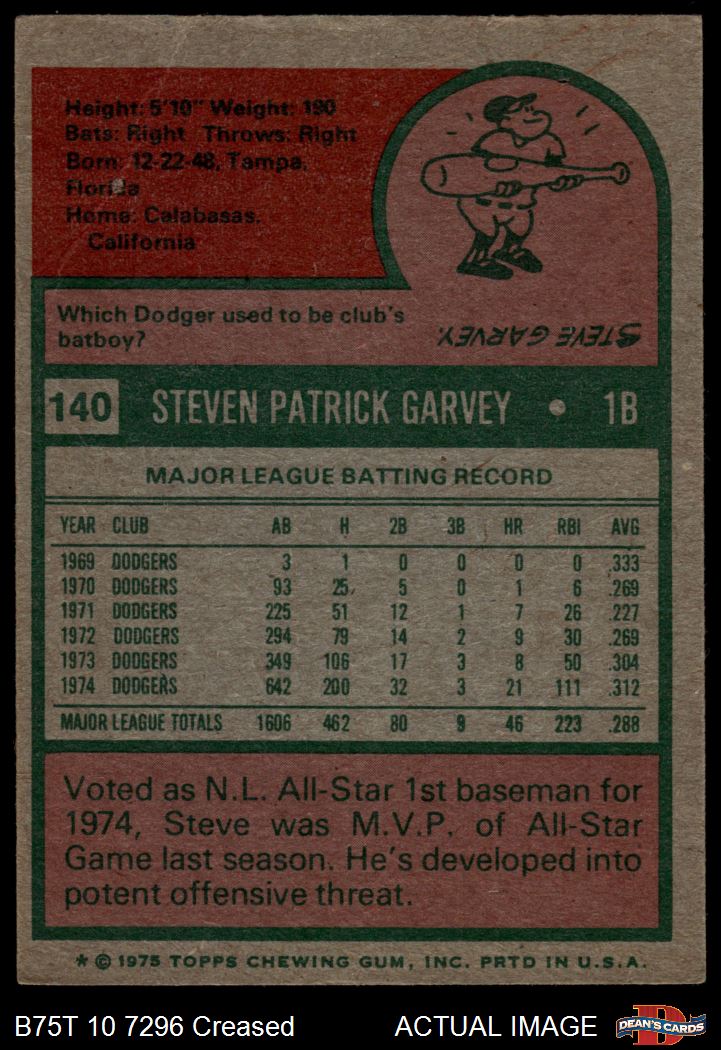 Height: 5'10" Weight: 190
Bats: Right Throws: Right
Born: 12-22-48, Tampa,
Florida
Home: Calabasas,
California
Which Dodger used to be club's
batboy?
STEVE GARVEY.
140 STEVEN PATRICK GARVEY • 1B
MAJOR LEAGUE BATTING RECORD
YEAR CLUB AB H 2B 3B HR RBI AVG
1969 DODGERS 3 1 0 0 0 0 .333
1970 DODGERS 93 25 5 0 1 6 .269
1971 DODGERS 225 51 12 1 7 26 .227
1972 DODGERS 294 79 14 2 9 30 .269
1973 DODGERS 349 106 17 3 8 50 .304
1974 DODGERS 642 200 32 3 21 111 .312
MAJOR LEAGUE TOTALS 1606 462 80 9 46 223 .288
Voted as N.L. All-Star 1st baseman for
1974, Steve was M.V.P. of All-Star
Game last season. He's developed into
potent offensive threat.
* © 1975 TOPPS CHEWING GUM, INC. PRTD IN U.S.A.
B75T 10 7296 Creased ACTUAL IMAGE
D
DEAN'S CARDS